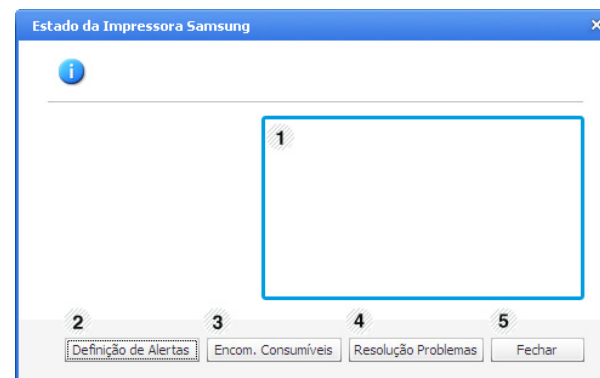 Estado da Impressora Samsung
1
2 3 4 5
Definição de Alertas Encom. Consumíveis Resolução Problemas Fechar